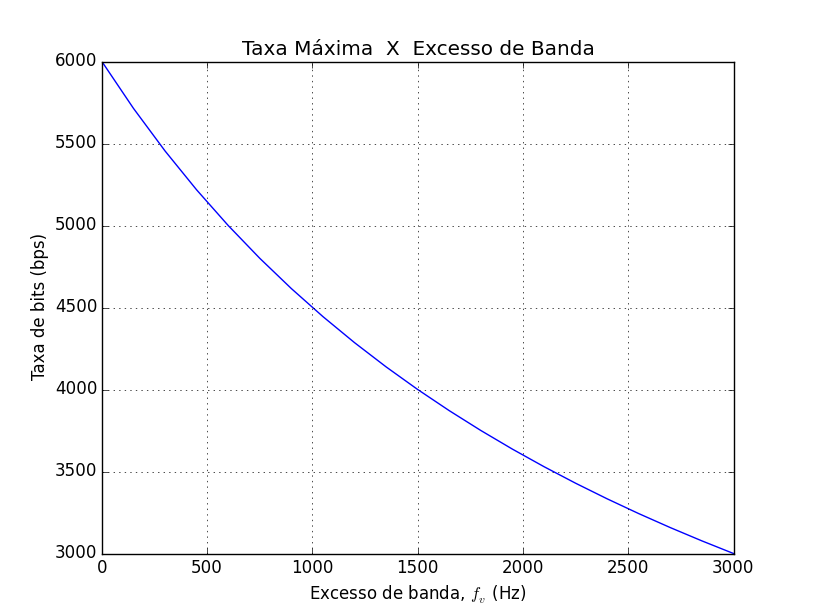 Taxa Máxima X Excesso de Banda
6000
5500
5000
4500
4000
3500
3000
Taxa de bits (bps)
0 500 1000 1500 2000 2500 3000
Excesso de banda, fᵥ (Hz)